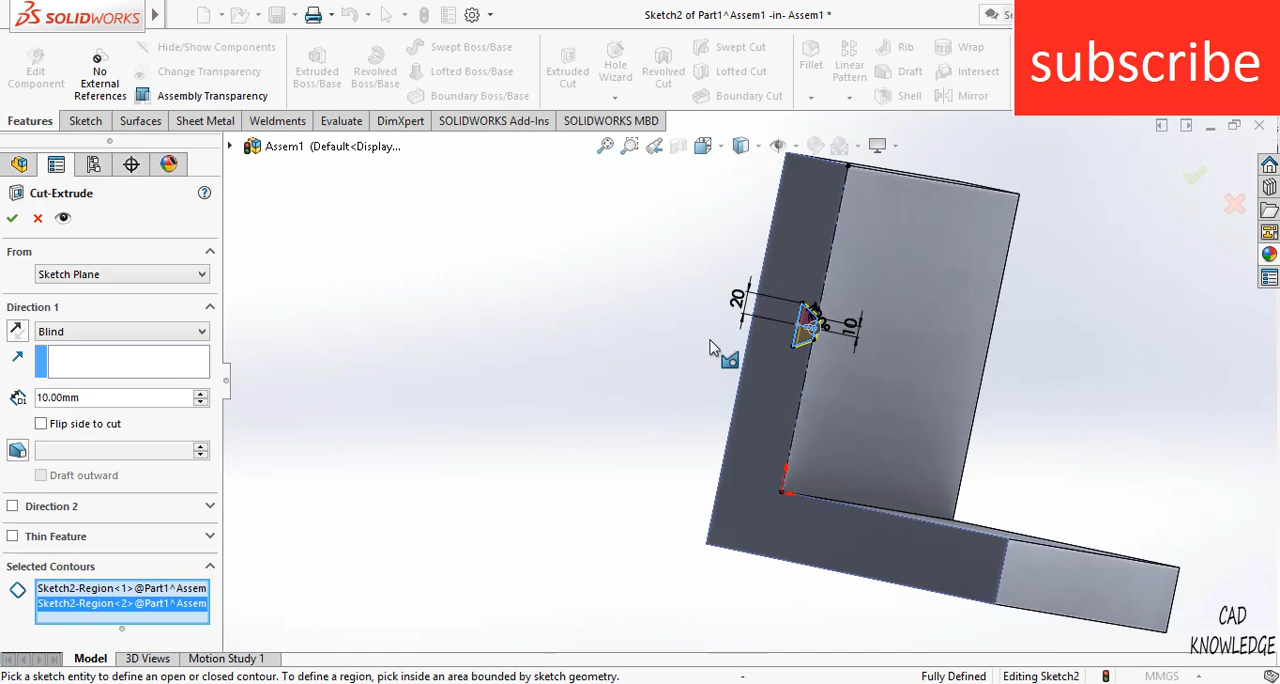 SOLIDWORKS
Sketch2 of Part1^Assem1 -in- Assem1 *
subscribe
Edit Component
No External References
Hide/Show Components
Change Transparency
Assembly Transparency
Extruded Boss/Base
Revolved Boss/Base
Swept Boss/Base
Lofted Boss/Base
Boundary Boss/Base
Extruded Cut
Hole Wizard
Revolved Cut
Swept Cut
Lofted Cut
Boundary Cut
Fillet
Linear Pattern
Rib
Draft
Shell
Wrap
Intersect
Mirror
Features Sketch Surfaces Sheet Metal Weldments Evaluate DimXpert SOLIDWORKS Add-Ins SOLIDWORKS MBD
Assem1 (Default<Display...
Cut-Extrude
From
Sketch Plane
Direction 1
Blind
10.00mm
Flip side to cut
Draft outward
Direction 2
Thin Feature
Selected Contours
Sketch2-Region<1> @Part1^Assem
Sketch2-Region<2> @Part1^Assem
20
10
CAD
KNOWLEDGE
Model 3D Views Motion Study 1
Pick a sketch entity to define an open or closed contour. To define a region, pick inside an area bounded by sketch geometry.
Fully Defined Editing Sketch2 MMGS